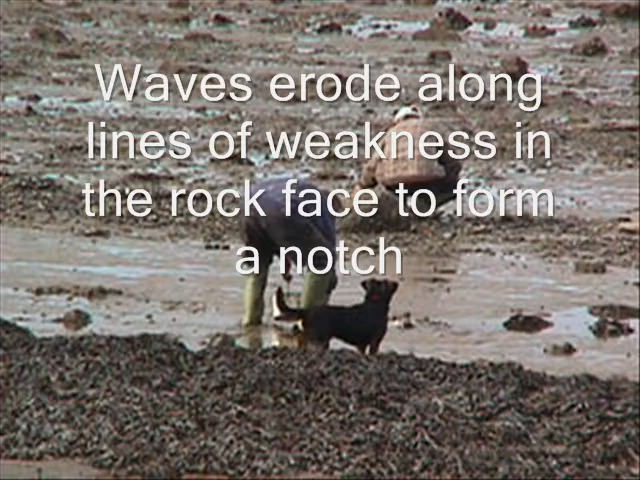 Waves erode along
lines of weakness in
the rock face to form
a notch